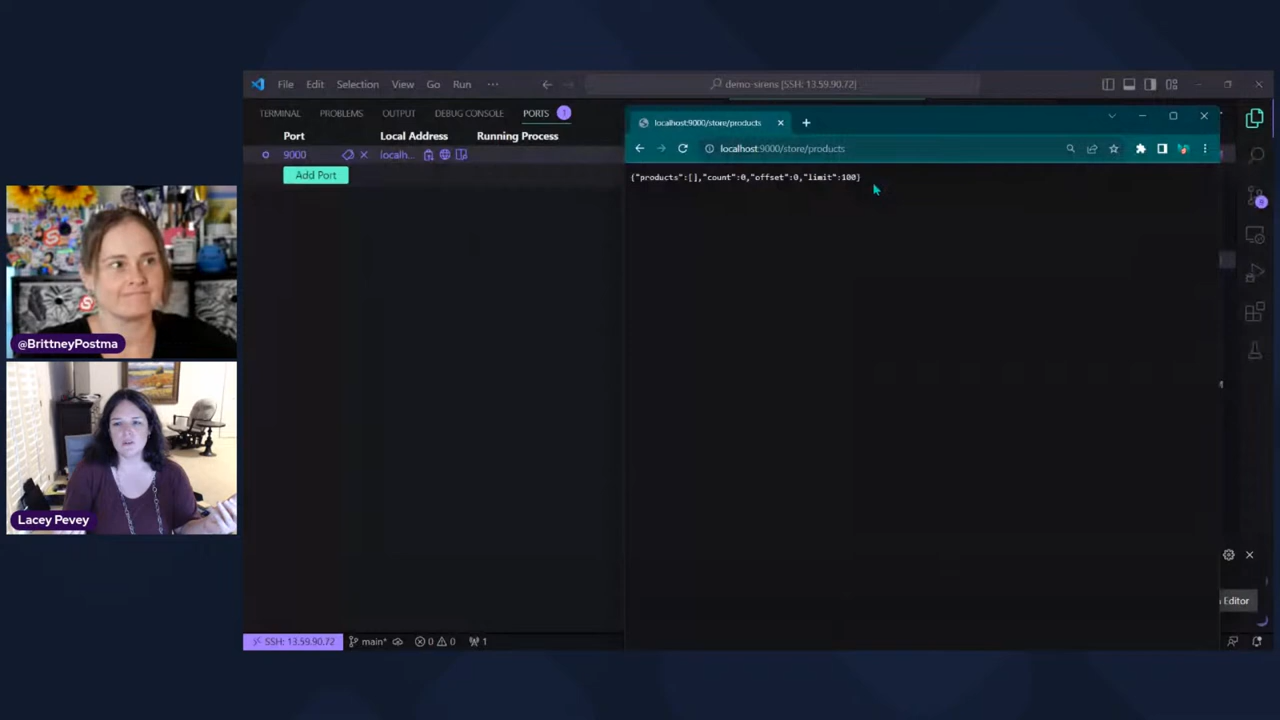 File Edit Selection View Go Run ···
demo-sirens [SSH: 13.59.90.72]
TERMINAL PROBLEMS OUTPUT DEBUG CONSOLE PORTS 1
Port Local Address Running Process
9000 localh...
Add Port
localhost:9000/store/products
localhost:9000/store/products
{"products":[],"count":0,"offset":0,"limit":100}
@BrittneyPostma
Lacey Pevey
Editor
SSH: 13.59.90.72 main* 0 0 1